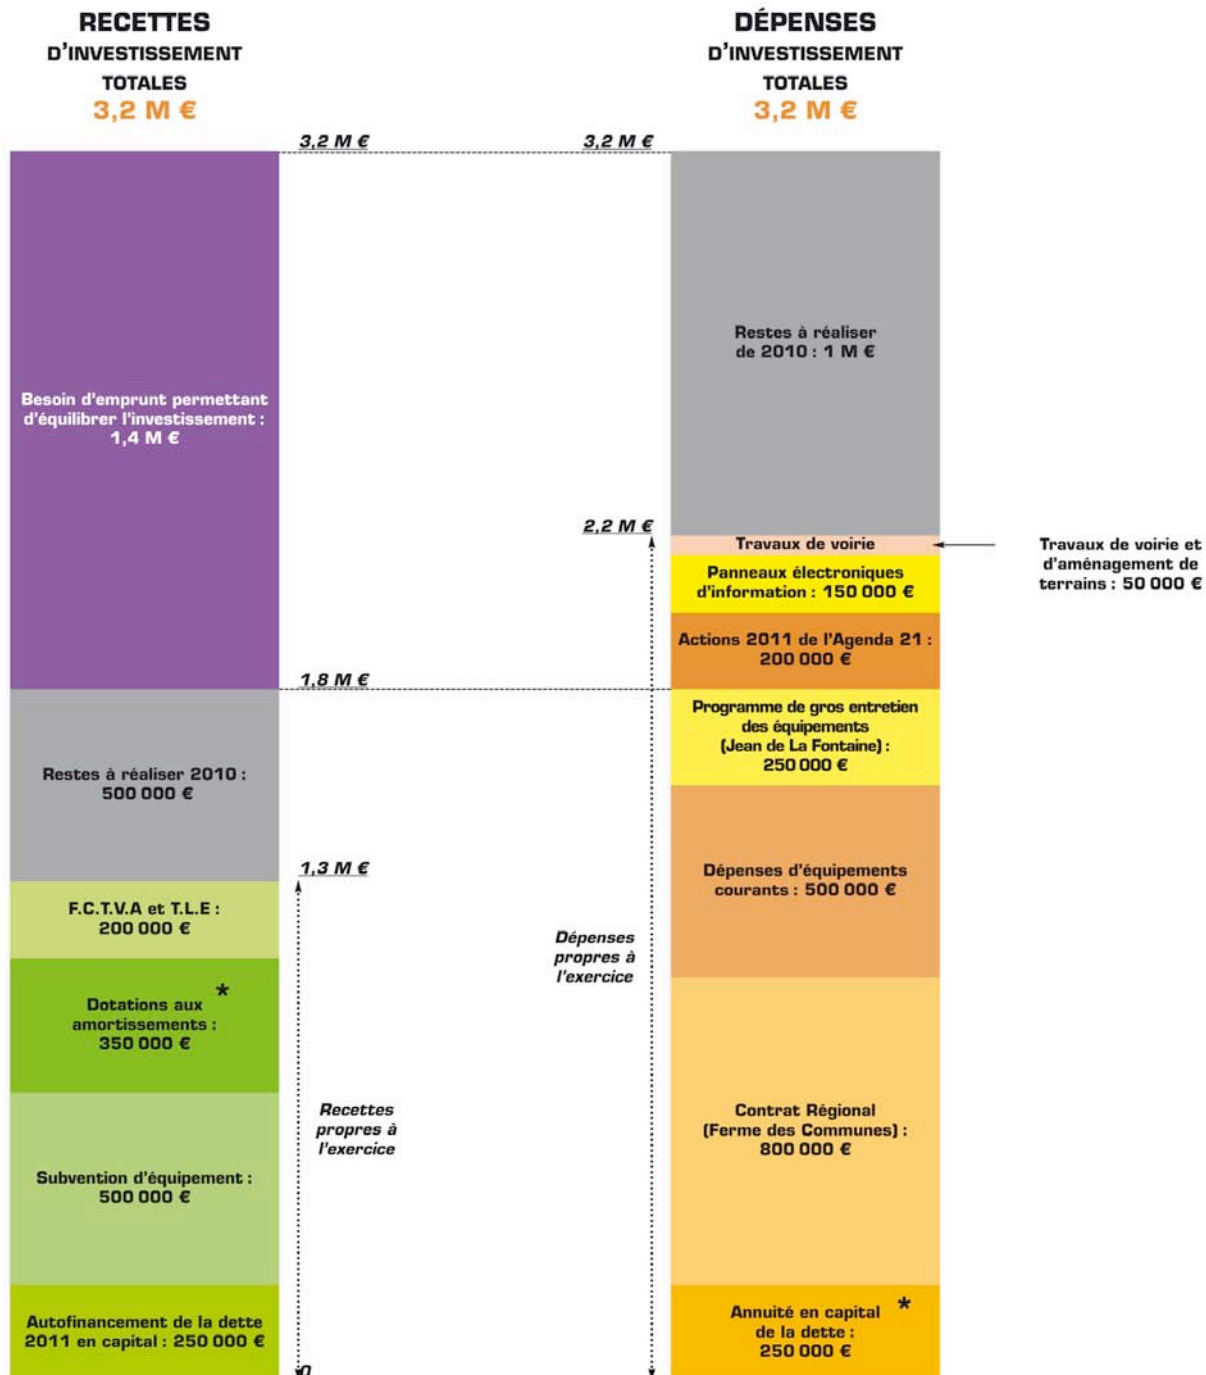 RECETTES
D'INVESTISSEMENT
TOTALES
3,2 M €
3,2 M €
Besoin d'emprunt permettant
d'équilibrer l'investissement :
1,4 M €
1,8 M €
Restes à réaliser 2010 :
500 000 €
1,3 M €
F.C.T.V.A et T.L.E :
200 000 €
Dotations aux *
amortissements :
350 000 €
Recettes
propres à
l'exercice
Subvention d'équipement :
500 000 €
Autofinancement de la dette
2011 en capital : 250 000 €
0
DÉPENSES
D'INVESTISSEMENT
TOTALES
3,2 M €
3,2 M €
Restes à réaliser
de 2010 : 1 M €
2,2 M €
Travaux de voirie
Travaux de voirie et
d'aménagement de
terrains : 50 000 €
Panneaux électroniques
d'information : 150 000 €
Actions 2011 de l'Agenda 21 :
200 000 €
Programme de gros entretien
des équipements
(Jean de La Fontaine) :
250 000 €
Dépenses d'équipements
courants : 500 000 €
Dépenses
propres à
l'exercice
Contrat Régional
(Ferme des Communes) :
800 000 €
Annuité en capital *
de la dette :
250 000 €